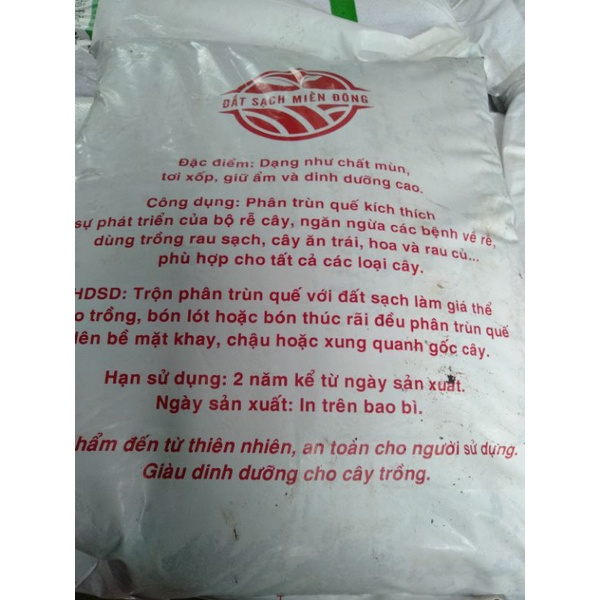 ĐẤT SẠCH MIỀN ĐÔNG
Đặc điểm: Dạng như chất mùn,
tơi xốp, giữ ẩm và dinh dưỡng cao.
Công dụng: Phân trùn quế kích thích
sự phát triển của bộ rễ cây, ngăn ngừa các bệnh về rễ,
dùng trồng rau sạch, cây ăn trái, hoa và rau củ...
phù hợp cho tất cả các loại cây.
HDSD: Trộn phân trùn quế với đất sạch làm giá thể
o trồng, bón lót hoặc bón thúc rãi đều phân trùn quế
lên bề mặt khay, chậu hoặc xung quanh gốc cây.
Hạn sử dụng: 2 năm kể từ ngày sản xuất.
Ngày sản xuất: In trên bao bì.
hẩm đến từ thiên nhiên, an toàn cho người sử dụng.
Giàu dinh dưỡng cho cây trồng.